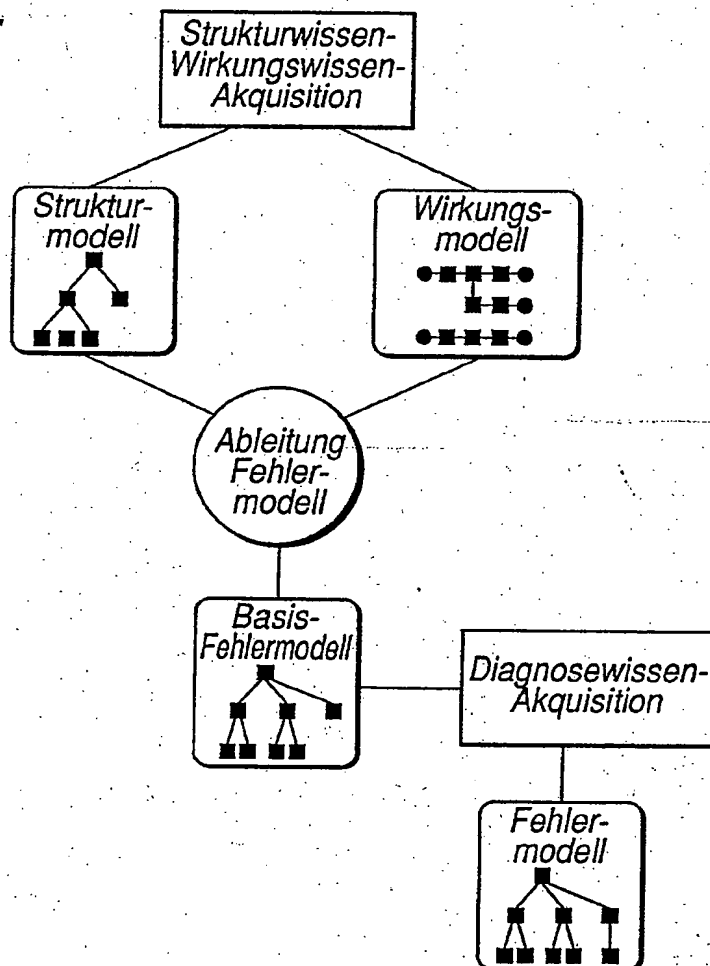 Strukturwissen-
Wirkungswissen-
Akquisition
Struktur-
modell
Wirkungs-
modell
Ableitung
Fehler-
modell
Basis-
Fehlermodell
Diagnosewissen-
Akquisition
Fehler-
modell